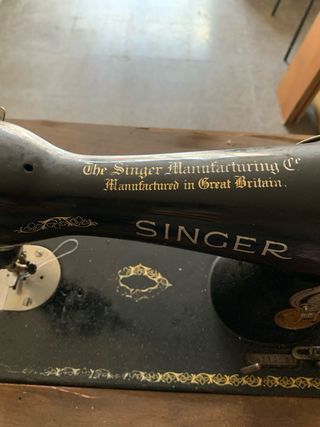 The Singer Manufacturing Co
Manufactured in Great Britain.
SINGER